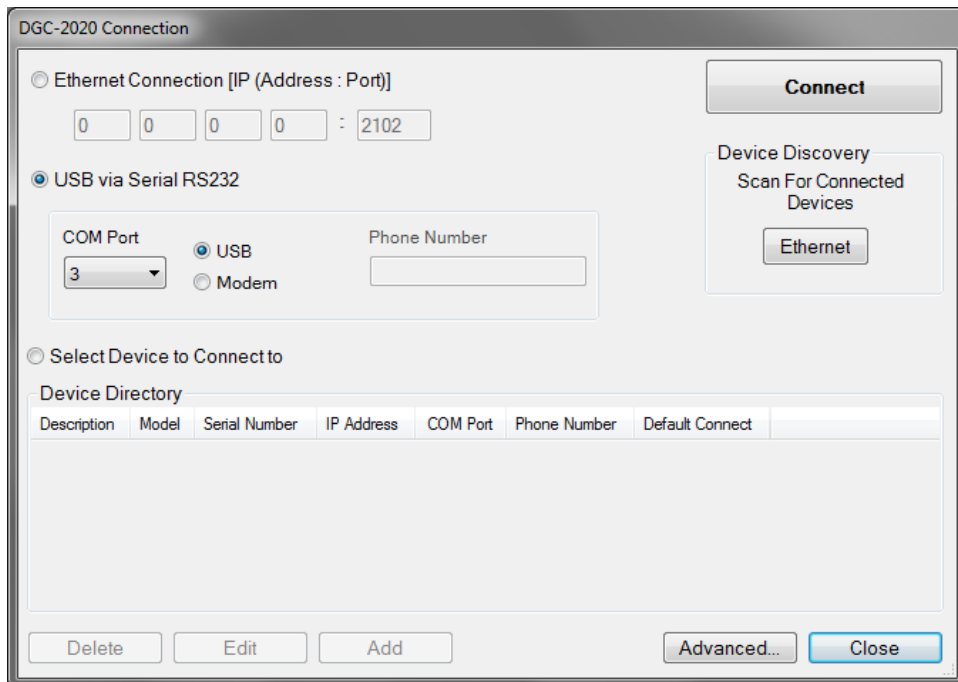 DGC-2020 Connection
Ethernet Connection [IP (Address : Port)]
Connect
0 0 0 0 : 2102
Device Discovery
Scan For Connected
Devices
Ethernet
USB via Serial RS232
COM Port
3
USB
Modem
Phone Number
Select Device to Connect to
Device Directory
Description Model Serial Number IP Address COM Port Phone Number Default Connect
Delete Edit Add Advanced... Close